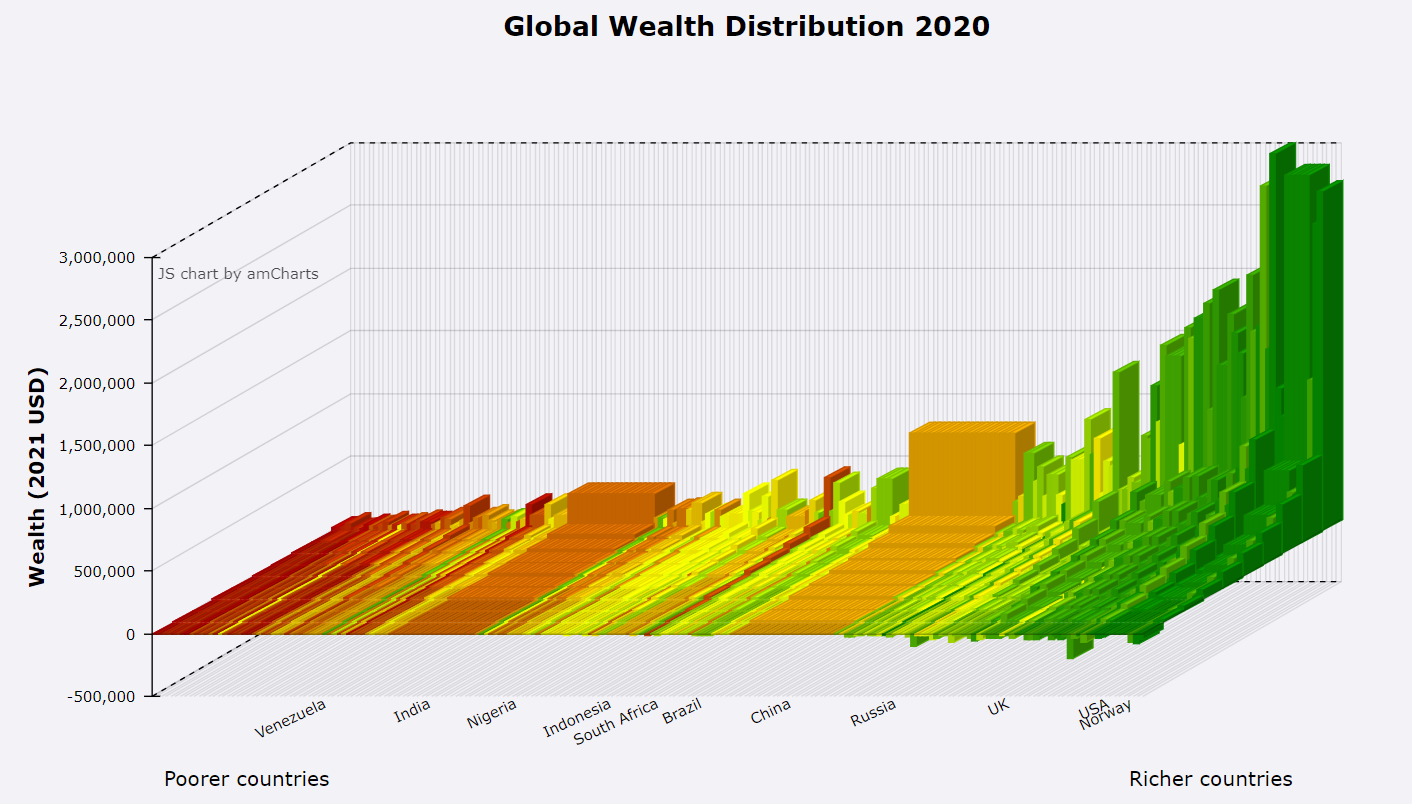 Global Wealth Distribution 2020
3,000,000
JS chart by amCharts
2,500,000
2,000,000
1,500,000
1,000,000
500,000
0
-500,000
Wealth (2021 USD)
Venezuela
India
Nigeria
Indonesia
South Africa
Brazil
China
Russia
UK
USA
Norway
Poorer countries
Richer countries